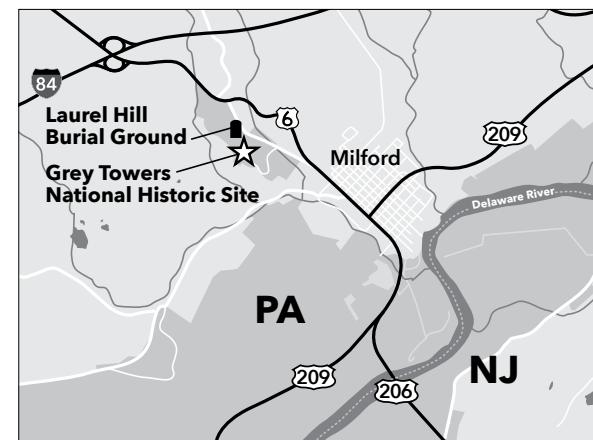 84
Laurel Hill
Burial Ground
6
209
Milford
Grey Towers
National Historic Site
Delaware River
PA
NJ
209
206